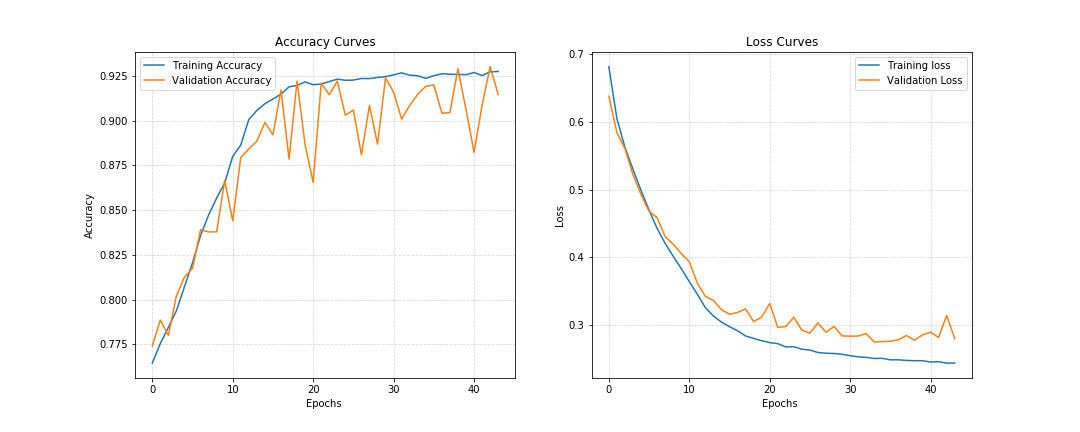 Accuracy Curves
Training Accuracy
Validation Accuracy
0.925
0.900
0.875
0.850
0.825
0.800
0.775
Accuracy
0 10 20 30 40
Epochs
Loss Curves
Training loss
Validation Loss
0.7
0.6
0.5
0.4
0.3
Loss
0 10 20 30 40
Epochs